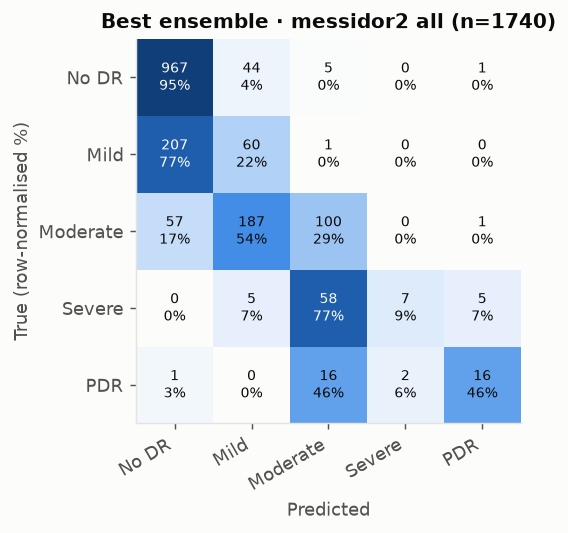 Best ensemble · messidor2 all (n=1740)
True (row-normalised %)
No DR
967 44 5 0 1
95% 4% 0% 0% 0%
Mild
207 60 1 0 0
77% 22% 0% 0% 0%
Moderate
57 187 100 0 1
17% 54% 29% 0% 0%
Severe
0 5 58 7 5
0% 7% 77% 9% 7%
PDR
1 0 16 2 16
3% 0% 46% 6% 46%
No DR Mild Moderate Severe PDR
Predicted